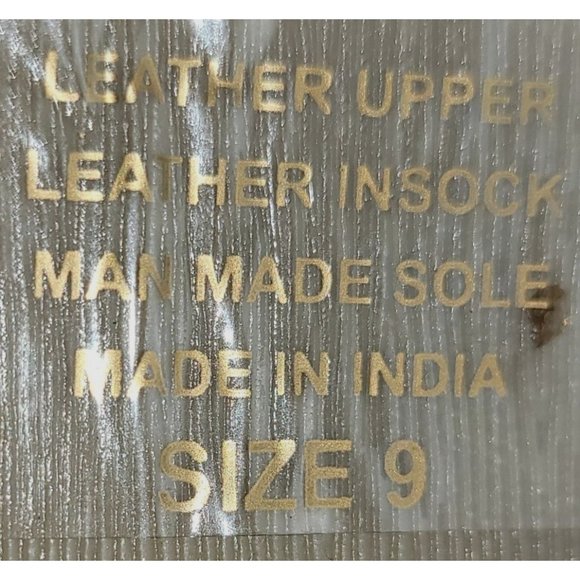 LEATHER UPPER
LEATHER INSOCK
MAN MADE SOLE
MADE IN INDIA
SIZE 9